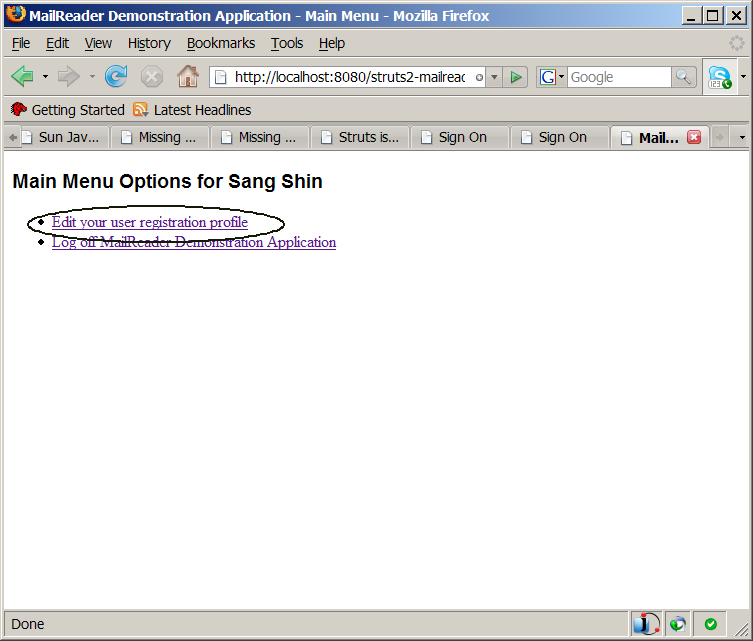 MailReader Demonstration Application - Main Menu - Mozilla Firefox
File Edit View History Bookmarks Tools Help
http://localhost:8080/struts2-mailreac G Google
Getting Started Latest Headlines
Sun Jav... Missing ... Missing ... Struts is... Sign On Sign On Mail...
Main Menu Options for Sang Shin
Edit your user registration profile
Log off MailReader Demonstration Application
Done